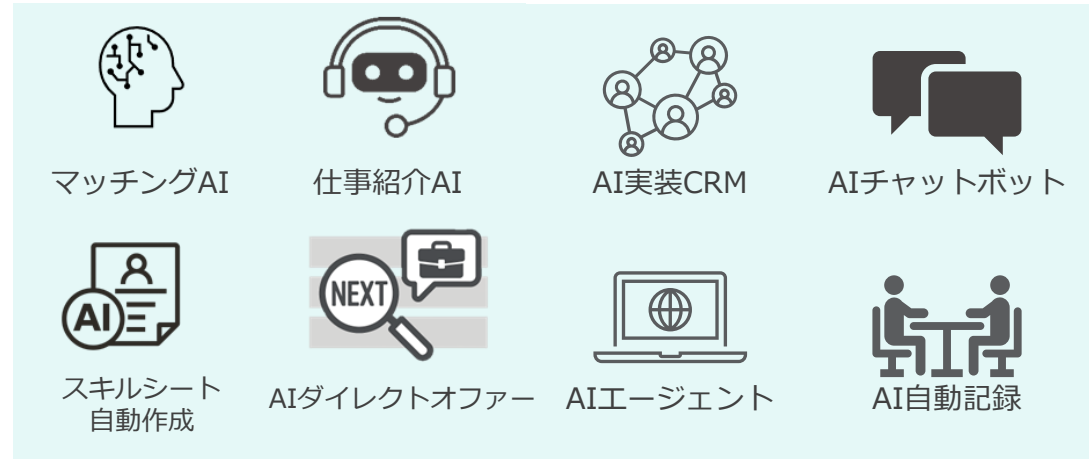 マッチングAI
仕事紹介AI
AI実装CRM
AIチャットボット
AI
スキルシート
自動作成
NEXT
AIダイレクトオファー
AIエージェント
AI自動記録